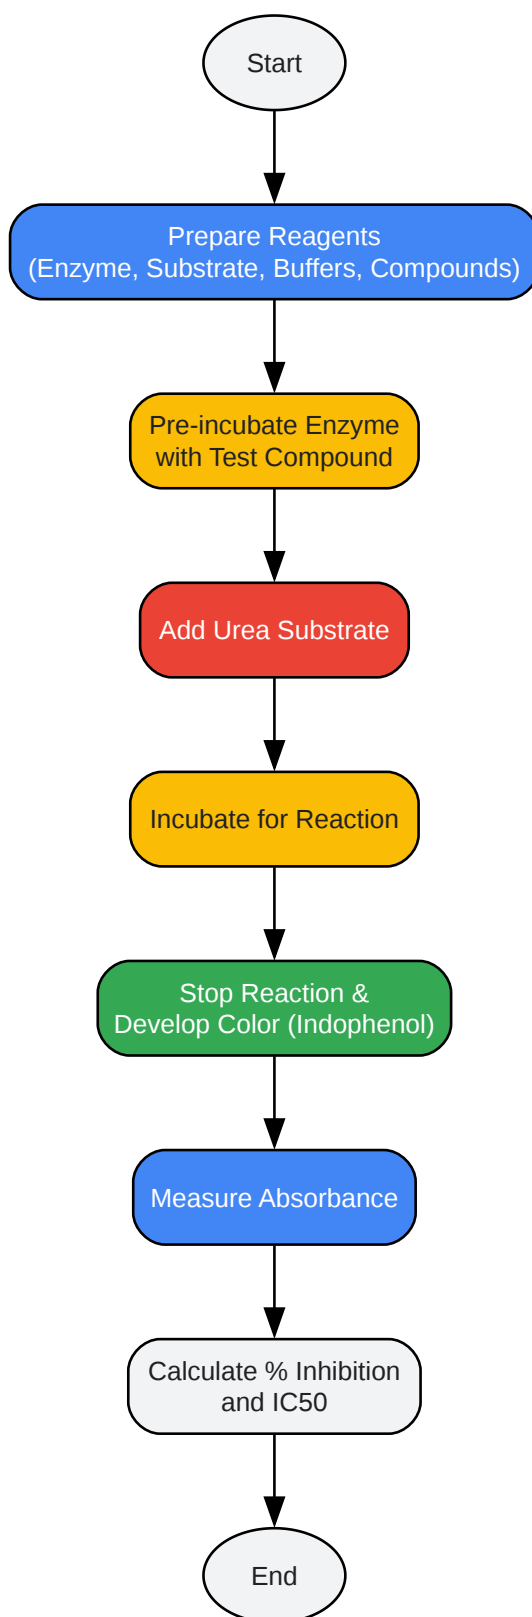 Start
Prepare Reagents
(Enzyme, Substrate, Buffers, Compounds)
Pre-incubate Enzyme
with Test Compound
Add Urea Substrate
Incubate for Reaction
Stop Reaction &
Develop Color (Indophenol)
Measure Absorbance
Calculate % Inhibition
and IC50
End